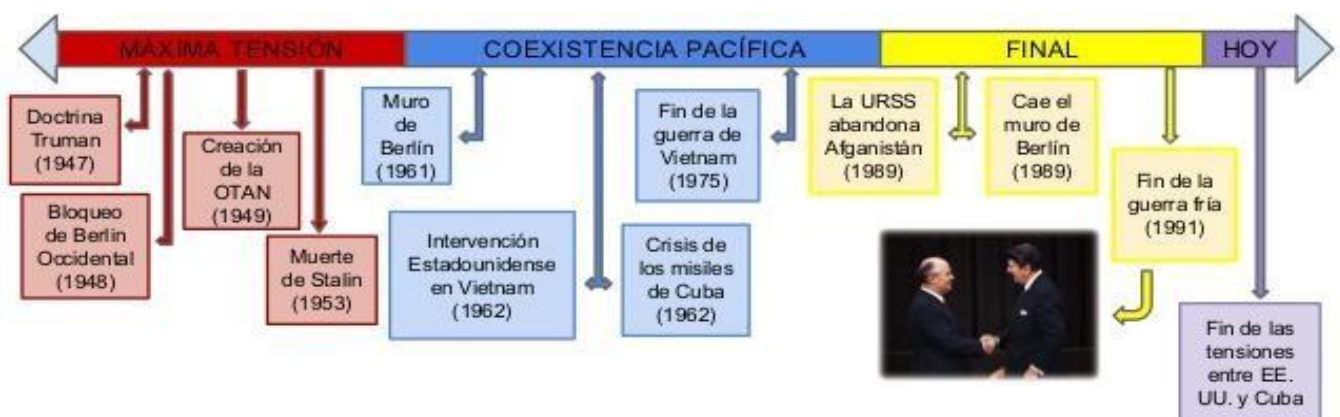 MÁXIMA TENSIÓN
COEXISTENCIA PACÍFICA
FINAL
HOY
Doctrina
Truman
(1947)
Bloqueo
de Berlin
Occidental
(1948)
Creación
de la
OTAN
(1949)
Muerte
de Stalin
(1953)
Muro
de
Berlín
(1961)
Intervención
Estadounidense
en Vietnam
(1962)
Crisis de
los misiles
de Cuba
(1962)
Fin de la
guerra de
Vietnam
(1975)
La URSS
abandona
Afganistán
(1989)
Cae el
muro de
Berlín
(1989)
Fin de la
guerra fría
(1991)
Fin de las
tensiones
entre EE.
UU. y Cuba